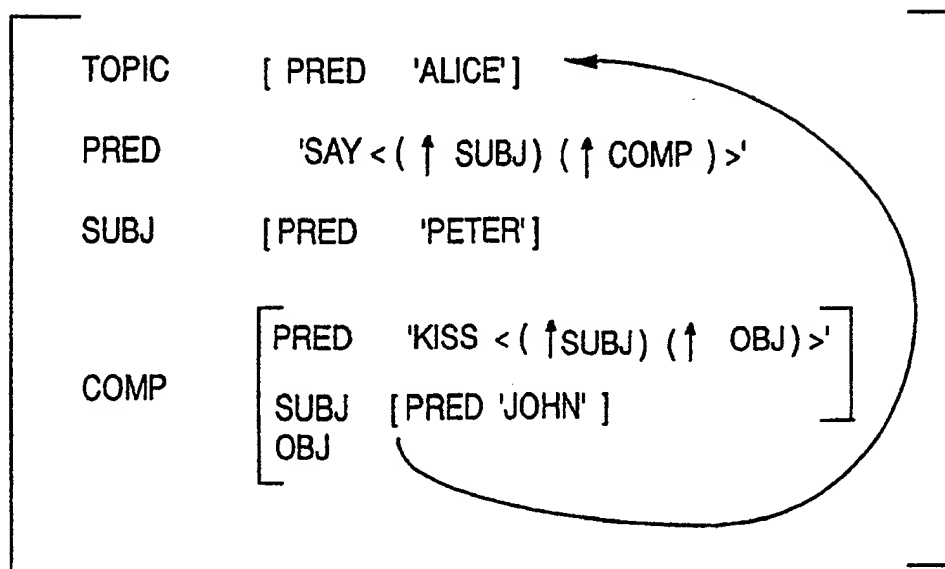 TOPIC [ PRED 'ALICE']
PRED 'SAY < ( ↑ SUBJ) ( ↑ COMP ) >'
SUBJ [PRED 'PETER']
PRED 'KISS < ( ↑SUBJ) (↑ OBJ) >'
COMP
SUBJ [PRED 'JOHN' ]
OBJ